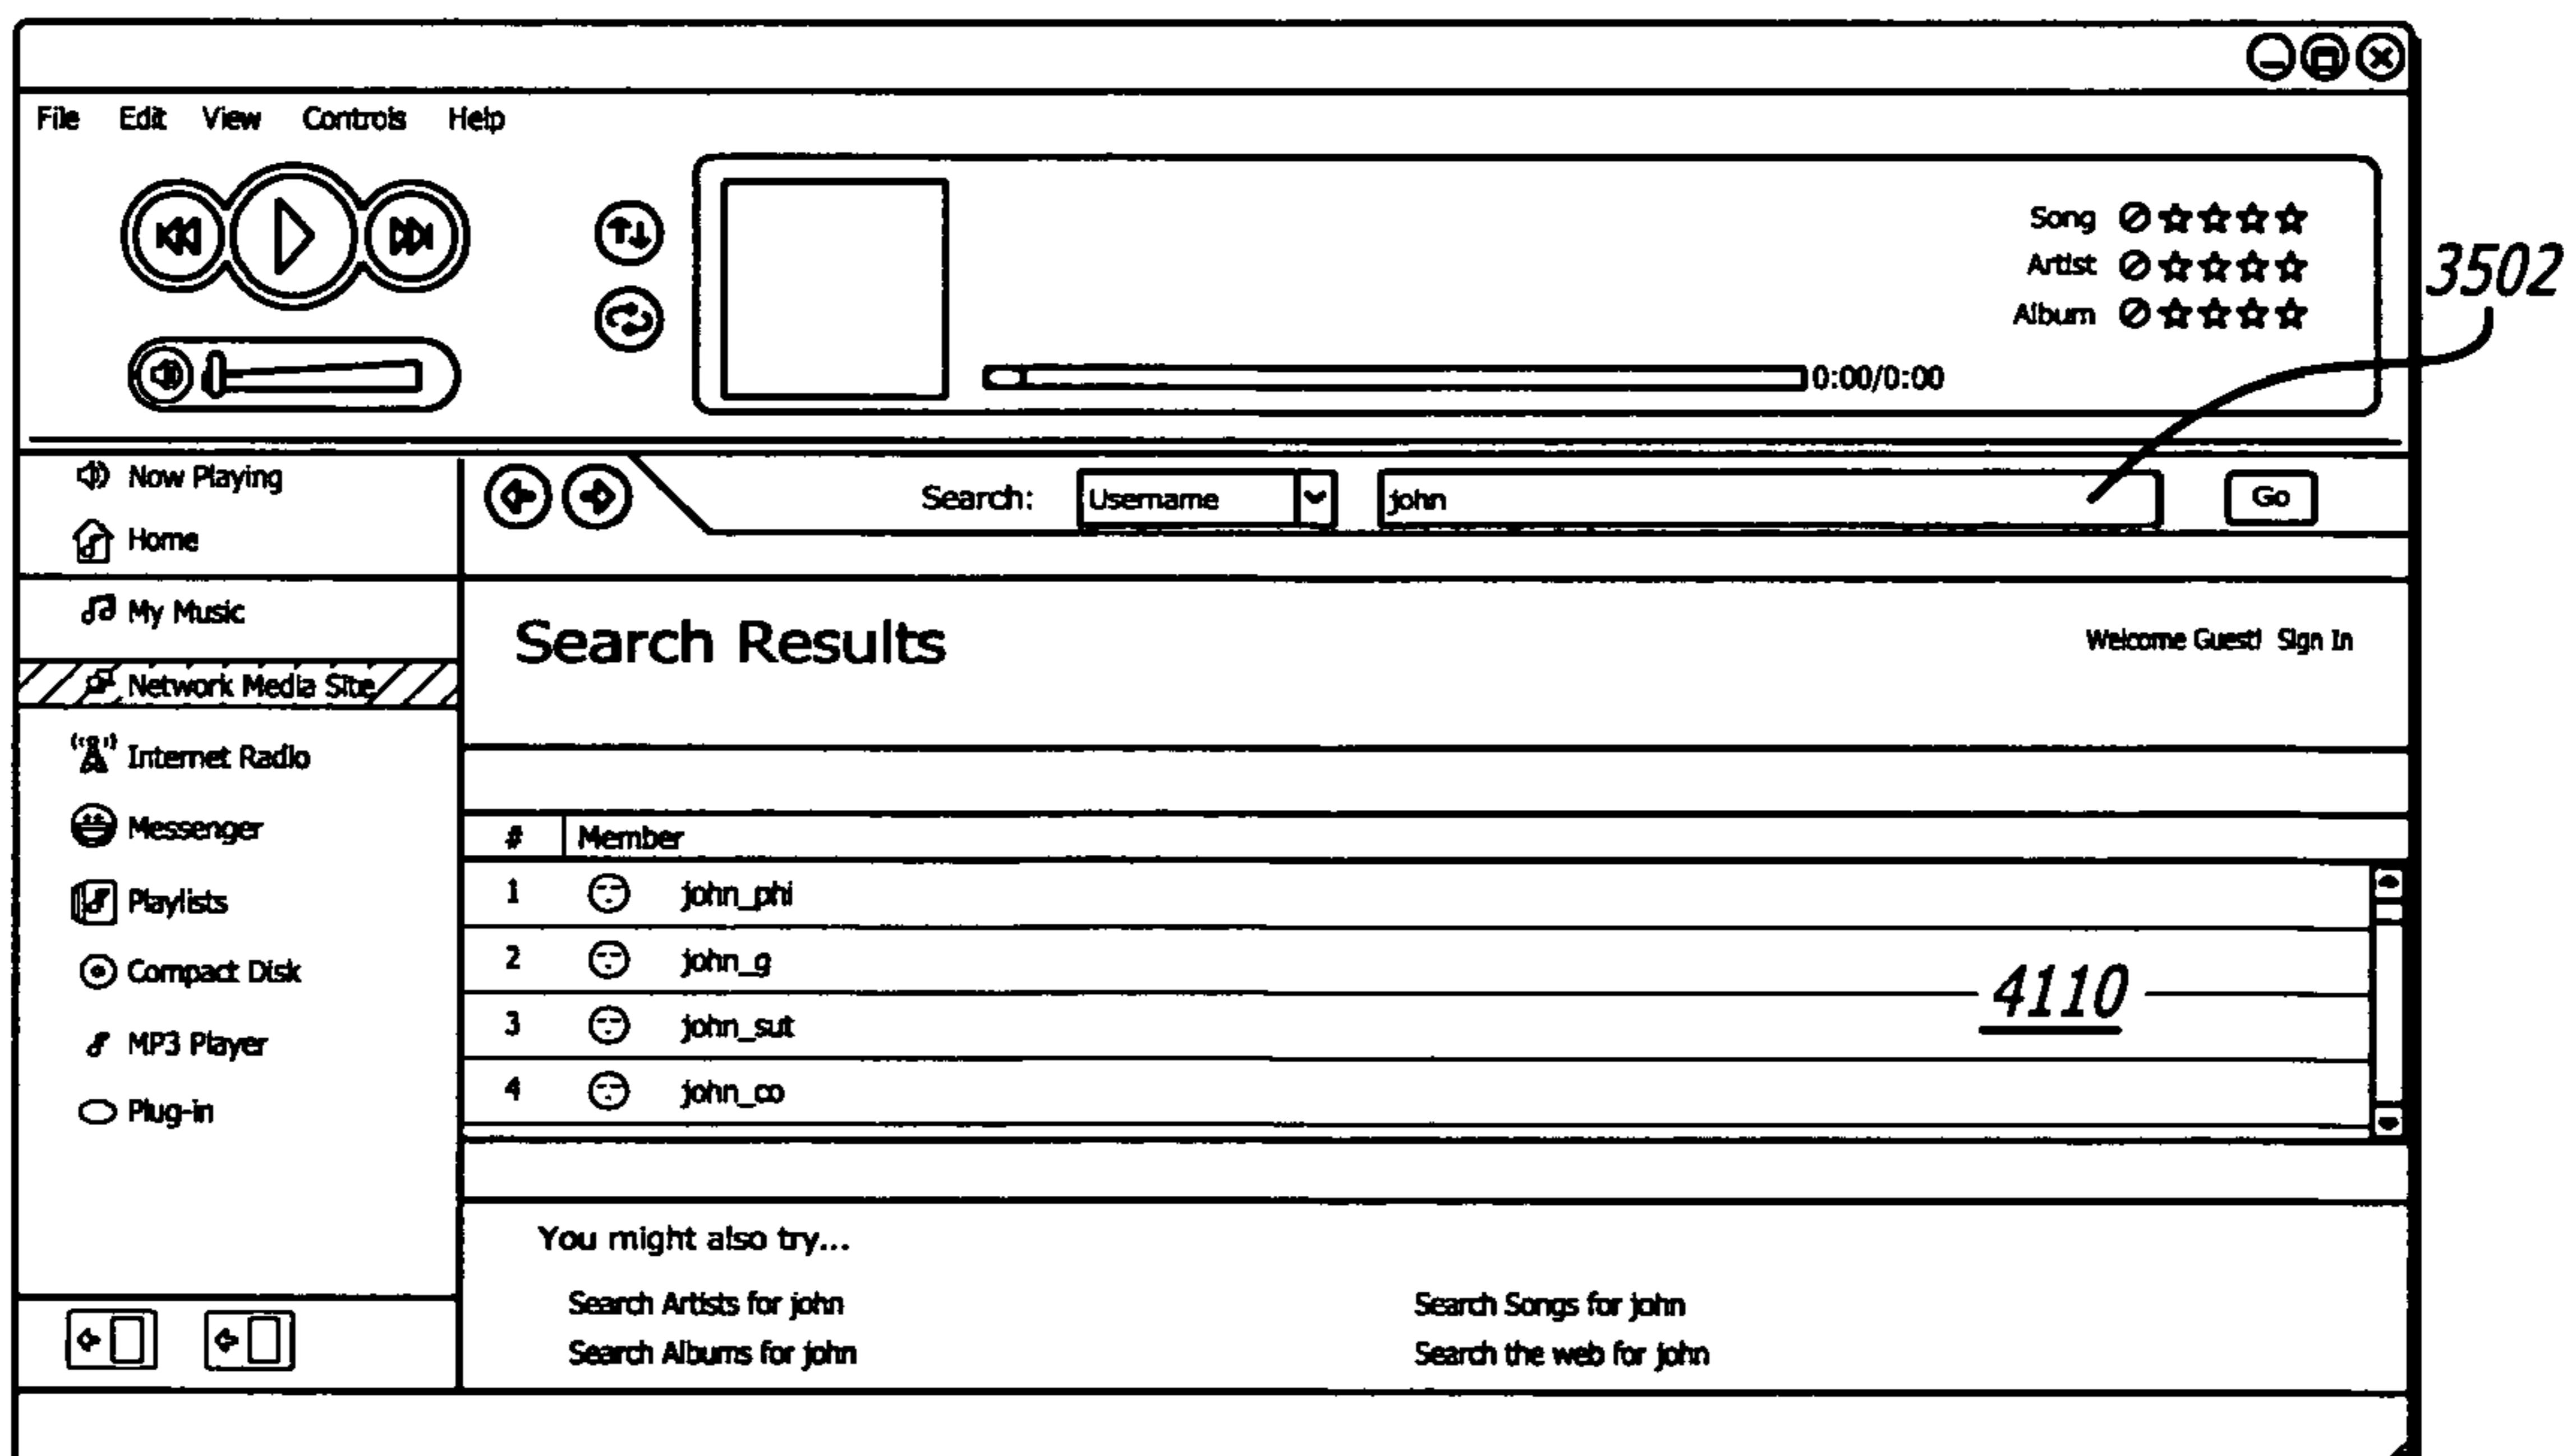 File Edit View Controls Help
Song
Artist
Album
3502
0:00/0:00
Now Playing
Home
My Music
Network Media Site
Internet Radio
Messenger
Playlists
Compact Disk
MP3 Player
Plug-in
Search: Username john Go
Search Results
Welcome Guest! Sign In
# Member
1 john_phi
2 john_g
3 john_sut
4 john_co
4110
You might also try...
Search Artists for john Search Songs for john
Search Albums for john Search the web for john